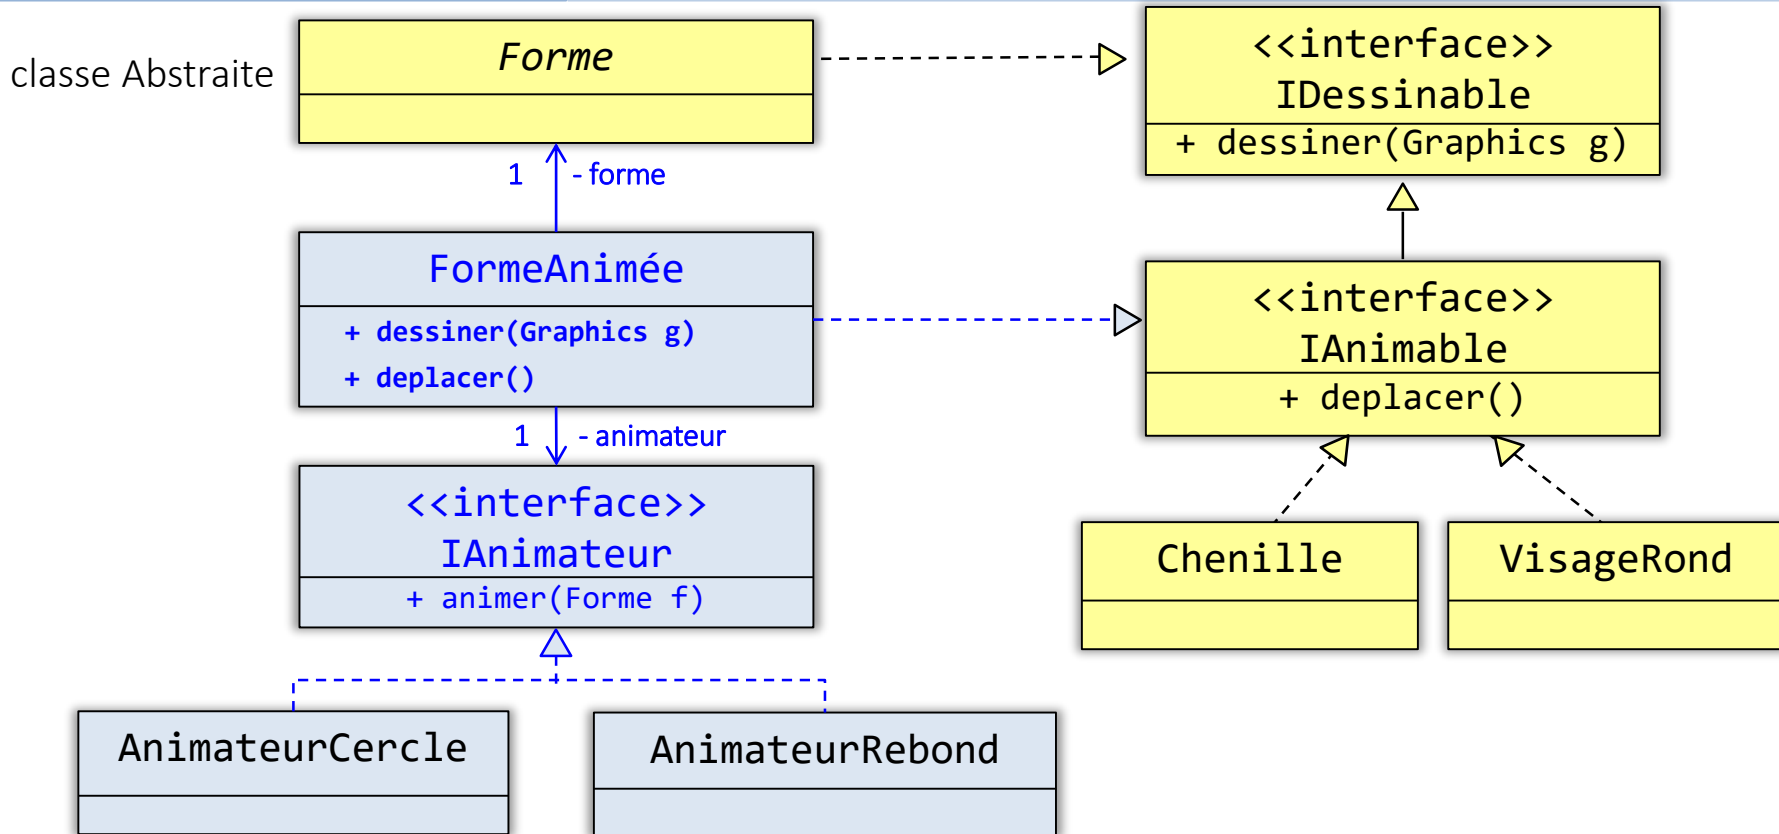 classe Abstraite
Forme
<<interface>>
IDessinable
+ dessiner(Graphics g)
1
- forme
FormeAnimée
+ dessiner(Graphics g)
+ deplacer()
<<interface>>
IAnimable
+ deplacer()
1
- animateur
<<interface>>
IAnimateur
+ animer(Forme f)
Chenille
VisageRond
AnimateurCercle
AnimateurRebond